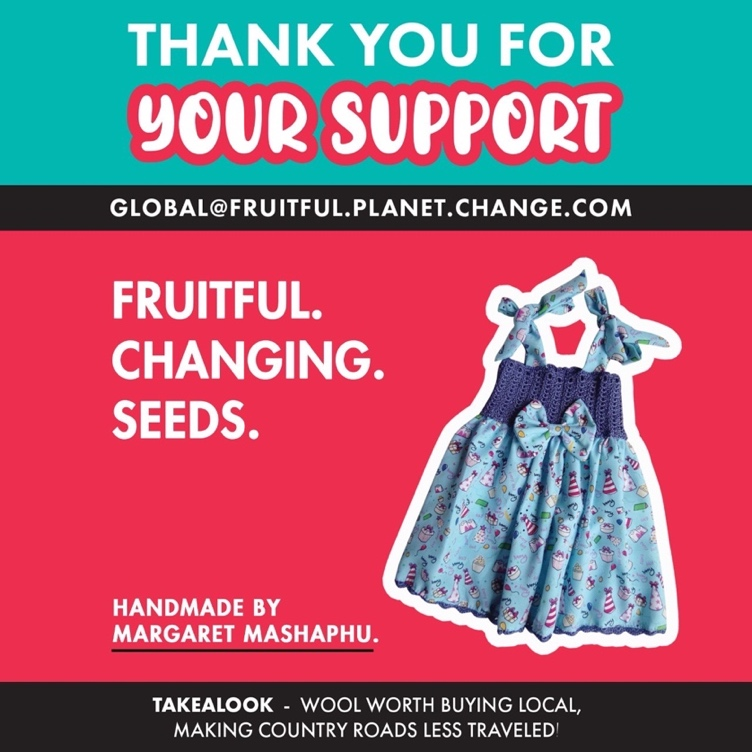 THANK YOU FOR
YOUR SUPPORT
GLOBAL@FRUITFUL.PLANET.CHANGE.COM
FRUITFUL.
CHANGING.
SEEDS.
HANDMADE BY
MARGARET MASHAPHU.
TAKEALOOK - WOOL WORTH BUYING LOCAL,
MAKING COUNTRY ROADS LESS TRAVELED!